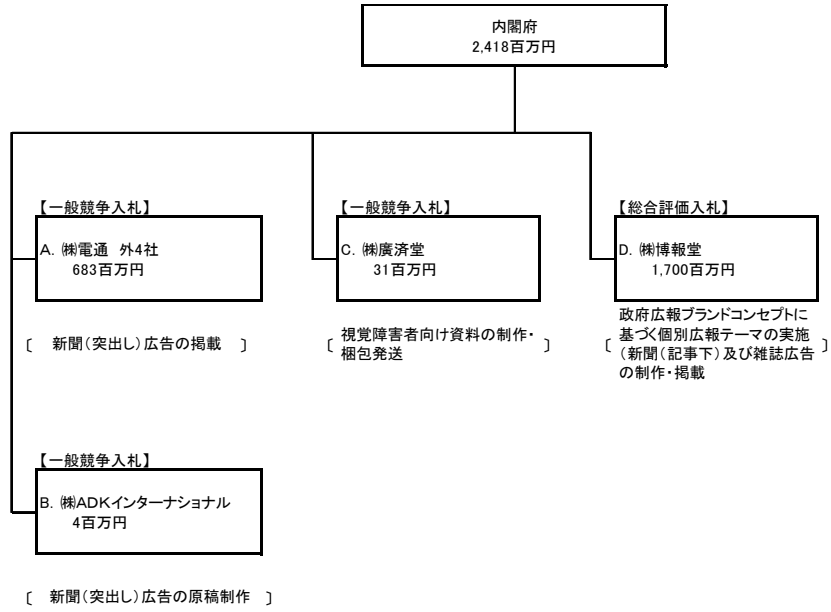 内閣府
2,418百万円
【一般競争入札】
A. ㈱電通 外4社
683百万円
〔 新聞(突出し)広告の掲載 〕
【一般競争入札】
B. ㈱ADKインターナショナル
4百万円
〔 新聞(突出し)広告の原稿制作 〕
【一般競争入札】
C. ㈱廣済堂
31百万円
〔 視覚障害者向け資料の制作・
梱包発送 〕
【総合評価入札】
D. ㈱博報堂
1,700百万円
〔 政府広報ブランドコンセプトに
基づく個別広報テーマの実施
(新聞(記事下)及び雑誌広告
の制作・掲載 〕